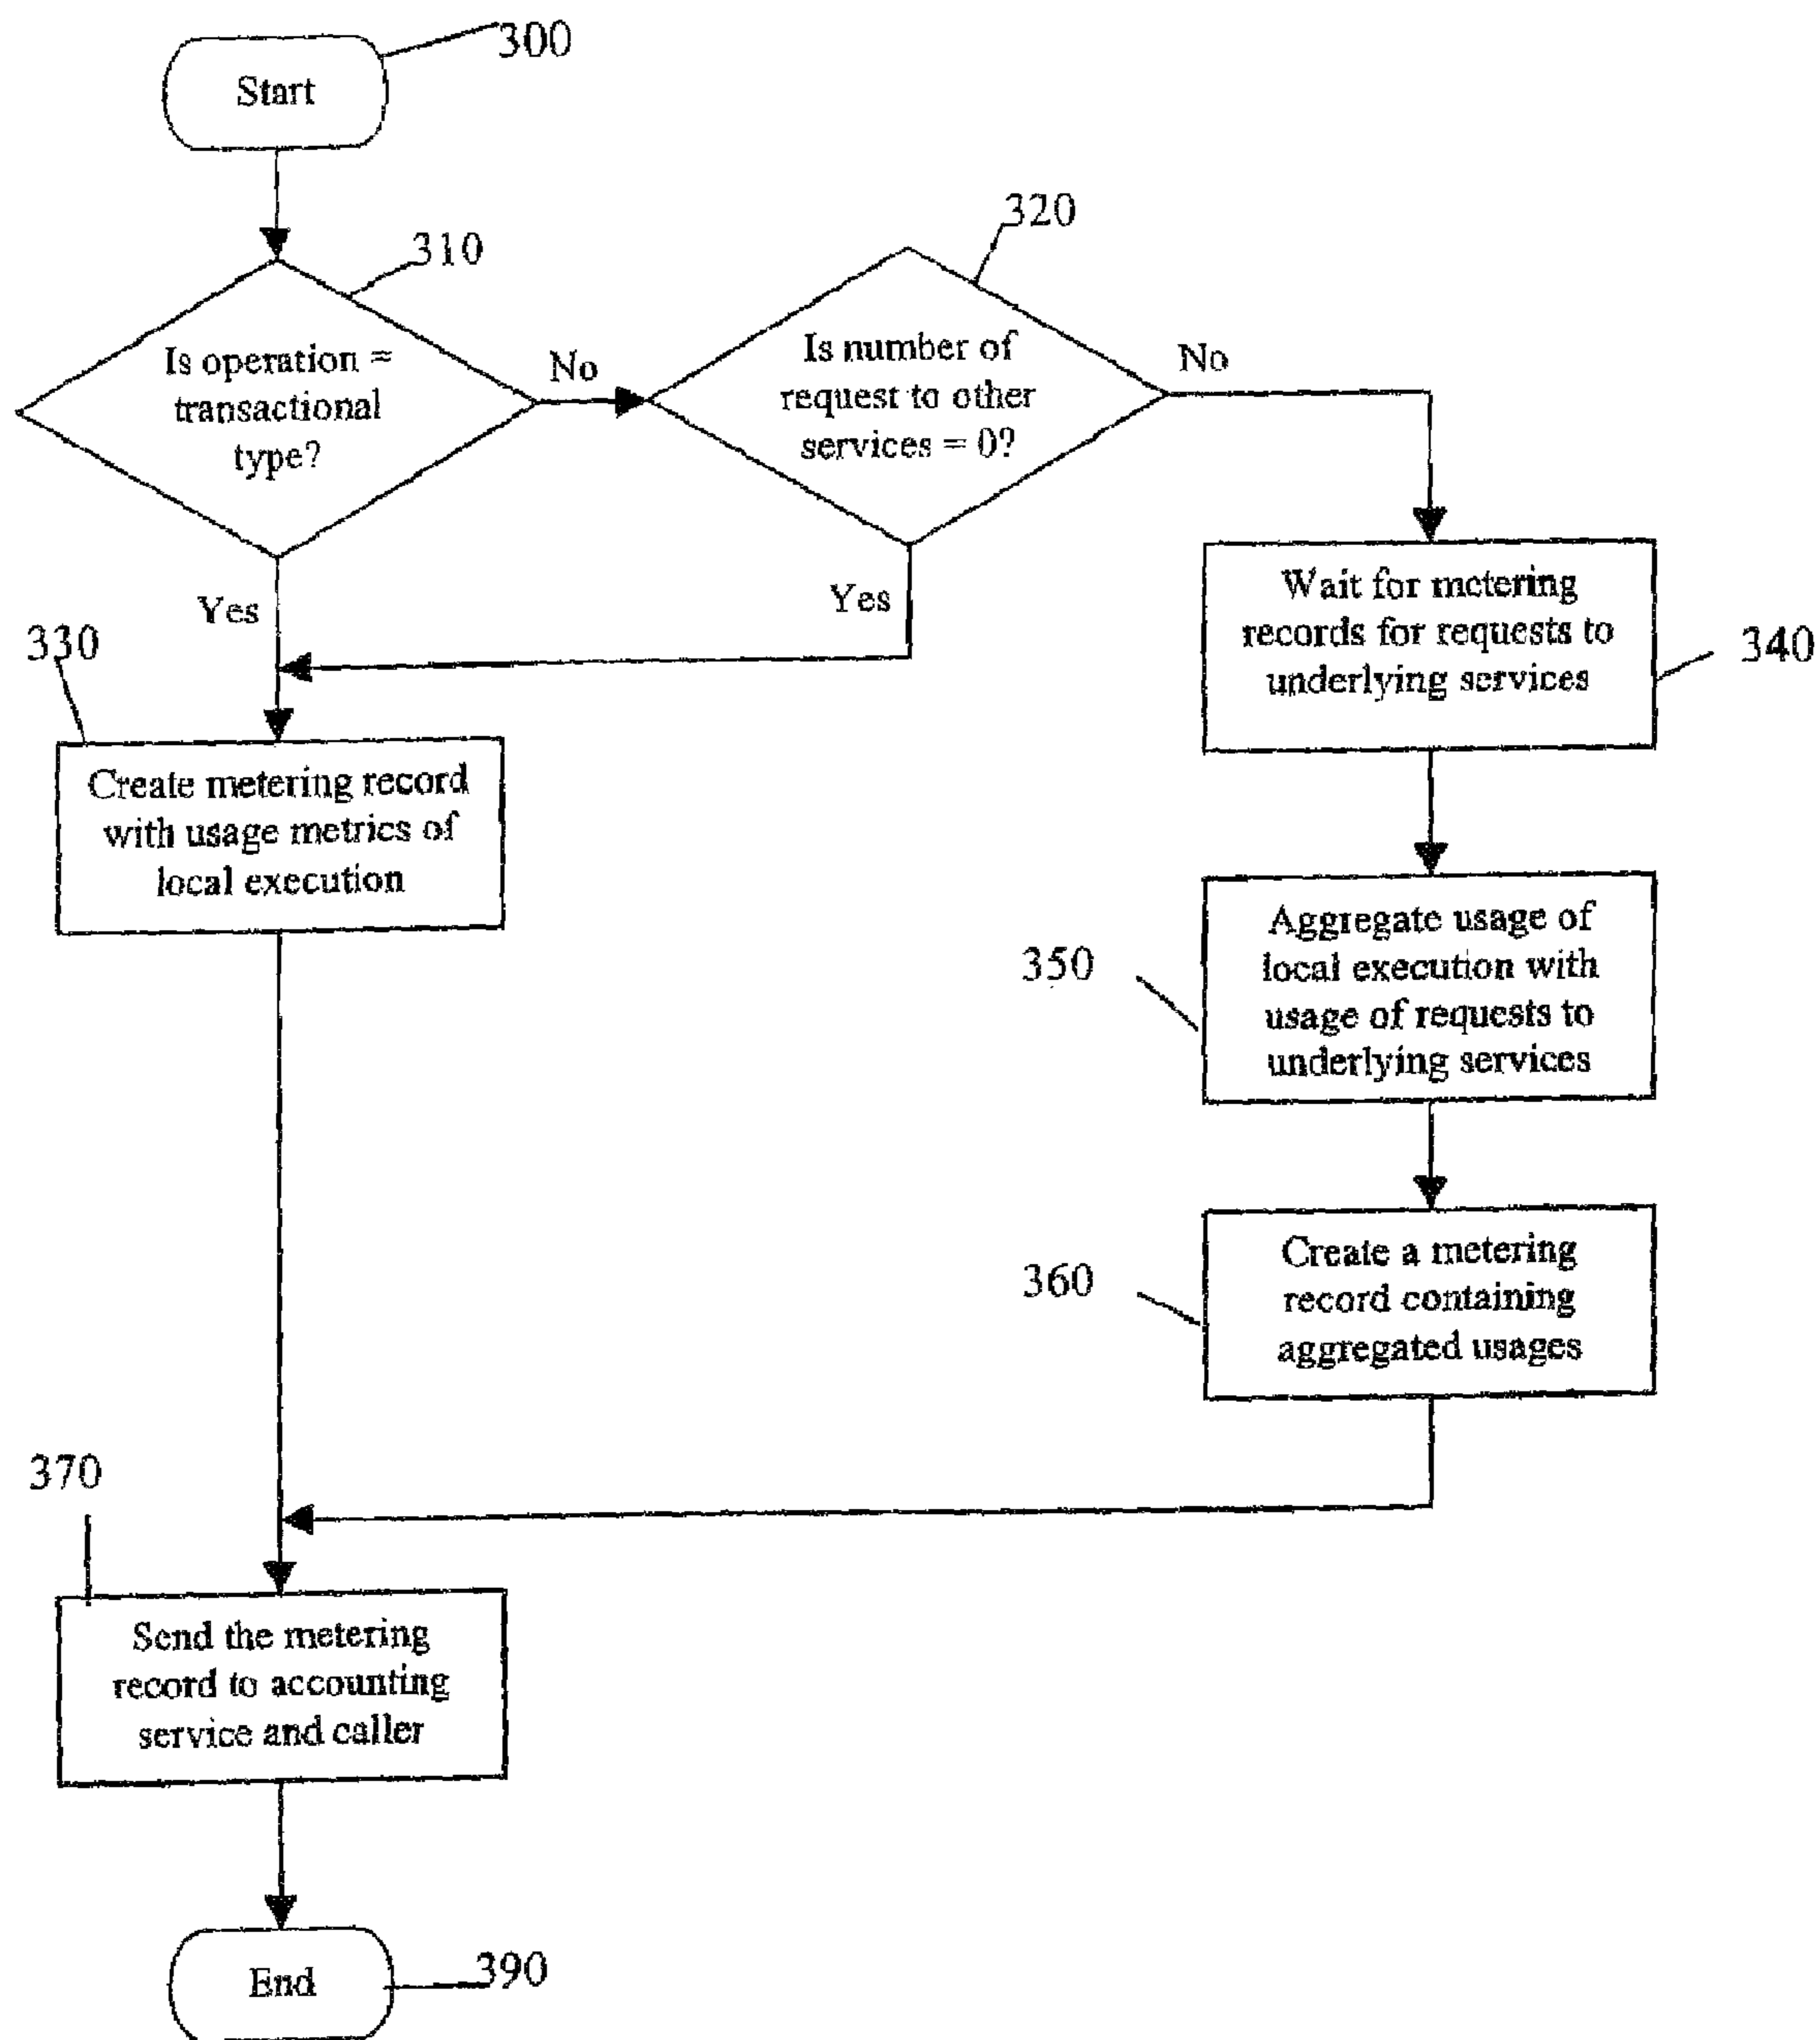 300
Start
310
320
Is operation =
transactional
type?
No
Is number of
request to other
services = 0?
No
Yes
Yes
330
Wait for metering
records for requests to
underlying services
340
Create metering record
with usage metrics of
local execution
350
Aggregate usage of
local execution with
usage of requests to
underlying services
360
Create a metering
record containing
aggregated usages
370
Send the metering
record to accounting
service and caller
End
390